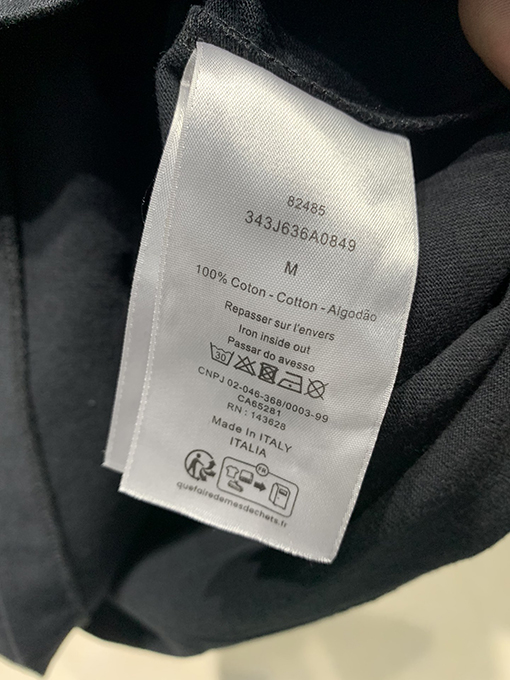 82485
343J636A0849
M
100% Coton - Cotton - Algodão
Repasser sur l'envers
Iron inside out
Passar do avesso
30
CNPJ 02-046-368/0003-99
CA65281
RN : 143628
Made in ITALY
ITALIA
FR
quefairedemesdechets.fr